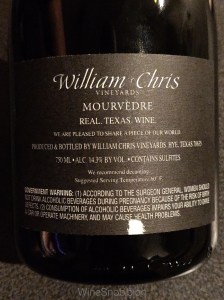 William Chris
VINEYARDS
MOURVÈDRE
REAL. TEXAS. WINE.
WE ARE PLEASED TO SHARE A PIECE OF OUR WORLD.
PRODUCED & BOTTLED BY WILLIAM CHRIS VINEYARDS HYE, TEXAS
750 ML • ALC 14.3% BY VOL • CONTAINS SULFITES
We recommend decanting.
Suggested Serving Temperature
GOVERNMENT WARNING: (1) ACCORDING TO THE SURGEON GENERAL, WOMEN SHOULD
NOT DRINK ALCOHOLIC BEVERAGES DURING PREGNANCY BECAUSE OF THE RISK OF BIRTH
DEFECTS. (2) CONSUMPTION OF ALCOHOLIC BEVERAGES IMPAIRS YOUR ABILITY TO DRIVE
A CAR OR OPERATE MACHINERY, AND MAY CAUSE HEALTH PROBLEMS.